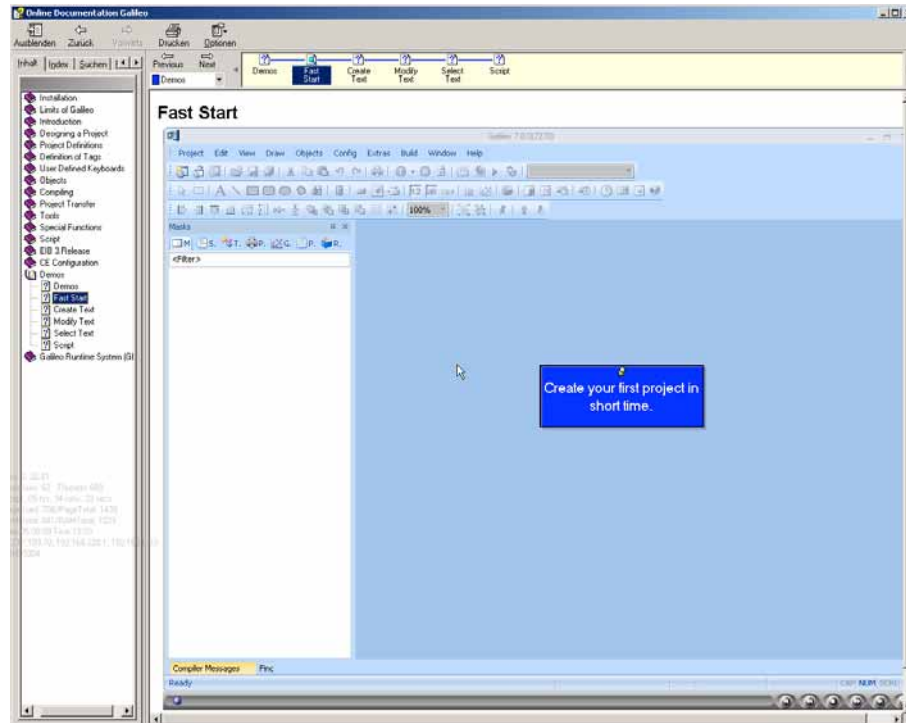 Online Documentation Galileo
Ausblenden Zurück Vorwärts Drucken Optionen
Inhalt Index Suchen
Previous Next
Demos
Demos Fast Start Create Text Modify Text Select Text Script
Installation
Limits of Galileo
Introduction
Designing a Project
Project Definitions
Definition of Tags
User Defined Keyboards
Objects
Compiling
Project Transfer
Tools
Special Functions
Script
EIB 3 Release
CE Configuration
Demos
Demos
Fast Start
Create Text
Modify Text
Select Text
Script
Galileo Runtime System (GR
Fast Start
Project Edit View Draw Objects Config Extras Build Window Help
100%
Masks
M S. T. P. G. P. R.
<Filter>
Create your first project in
short time.
Compiler Messages
Ready
CAP NUM SCRL